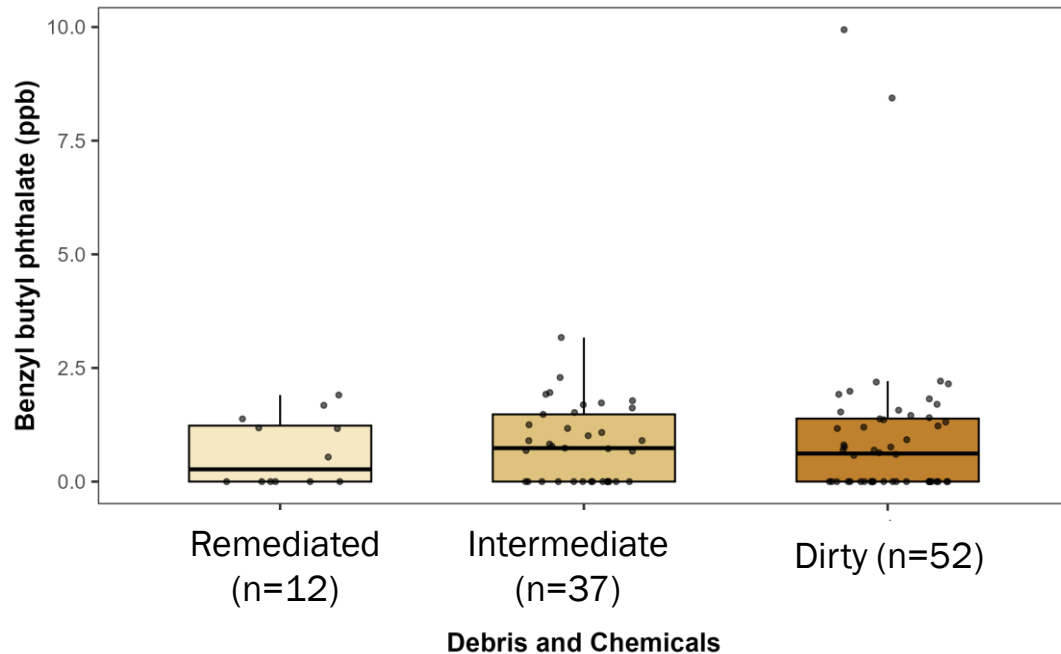 Benzyl butyl phthalate (ppb)
10.0
7.5
5.0
2.5
0.0
Remediated
(n=12)
Intermediate
(n=37)
Dirty (n=52)
Debris and Chemicals